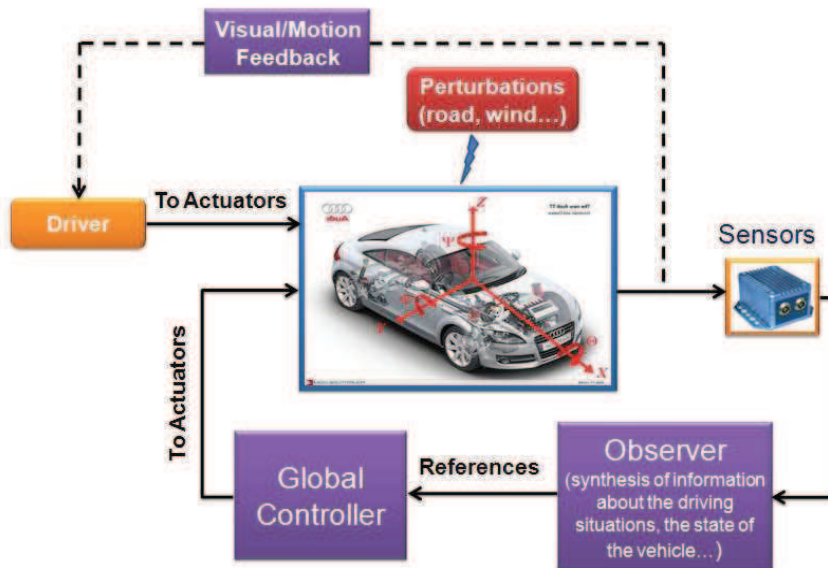 Visual/Motion
Feedback
Perturbations
(road, wind...)
Driver
To Actuators
Z
Ψ
X
Θ
Sensors
To Actuators
Global
Controller
References
Observer
(synthesis of information
about the driving
situations, the state of
the vehicle...)